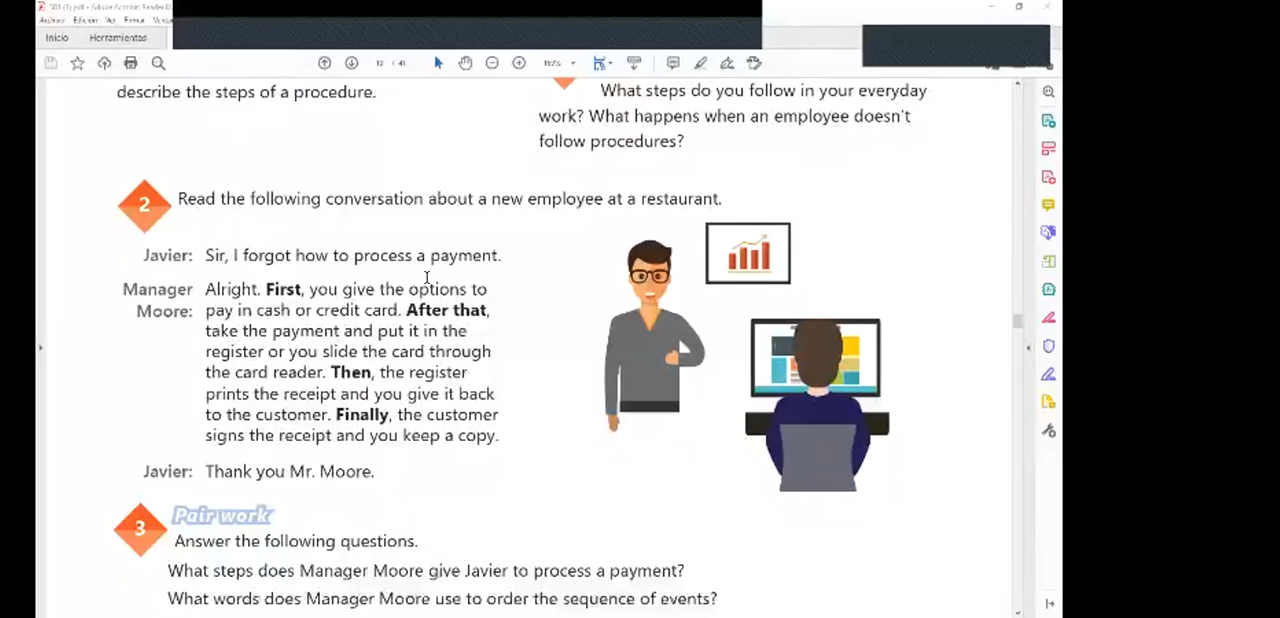 Archivo Edición Ver Firmar
Inicio Herramientas
describe the steps of a procedure.
What steps do you follow in your everyday
work? What happens when an employee doesn't
follow procedures?
2 Read the following conversation about a new employee at a restaurant.
Javier: Sir, I forgot how to process a payment.
Manager Moore: Alright. First, you give the options to
pay in cash or credit card. After that,
take the payment and put it in the
register or you slide the card through
the card reader. Then, the register
prints the receipt and you give it back
to the customer. Finally, the customer
signs the receipt and you keep a copy.
Javier: Thank you Mr. Moore.
3 Pair work
Answer the following questions.
What steps does Manager Moore give Javier to process a payment?
What words does Manager Moore use to order the sequence of events?